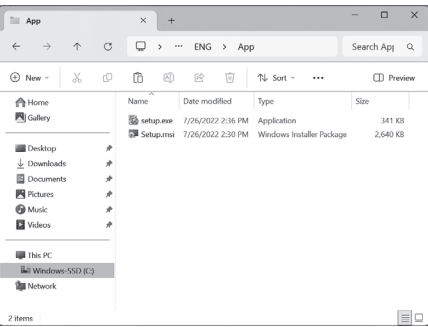 App
ENG > App
Search App
New
Sort
Preview
Home
Gallery
Desktop
Downloads
Documents
Pictures
Music
Videos
This PC
Windows-SSD (C:)
Network
Name Date modified Type Size
setup.exe 7/26/2022 2:36 PM Application 341 KB
Setup.msi 7/26/2022 2:30 PM Windows Installer Package 2,640 KB
2 items